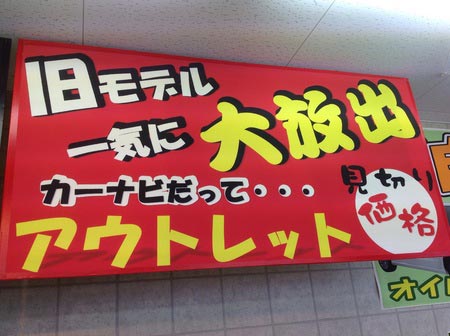 旧モデル
一気に 大放出
カーナビだって・・・
アウトレット
見切り
価格
オイル